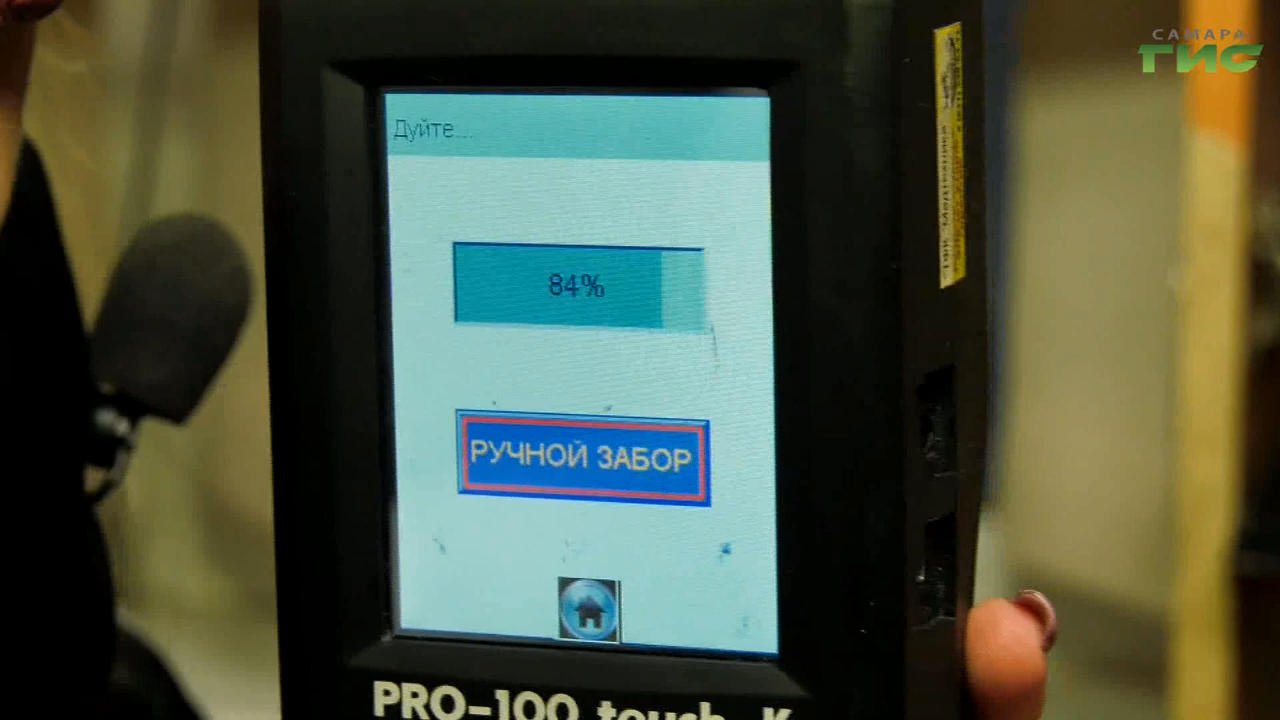 САМАРА
ГИС
Дуйте...
84%
РУЧНОЙ ЗАБОР
PRO-100 touch-K